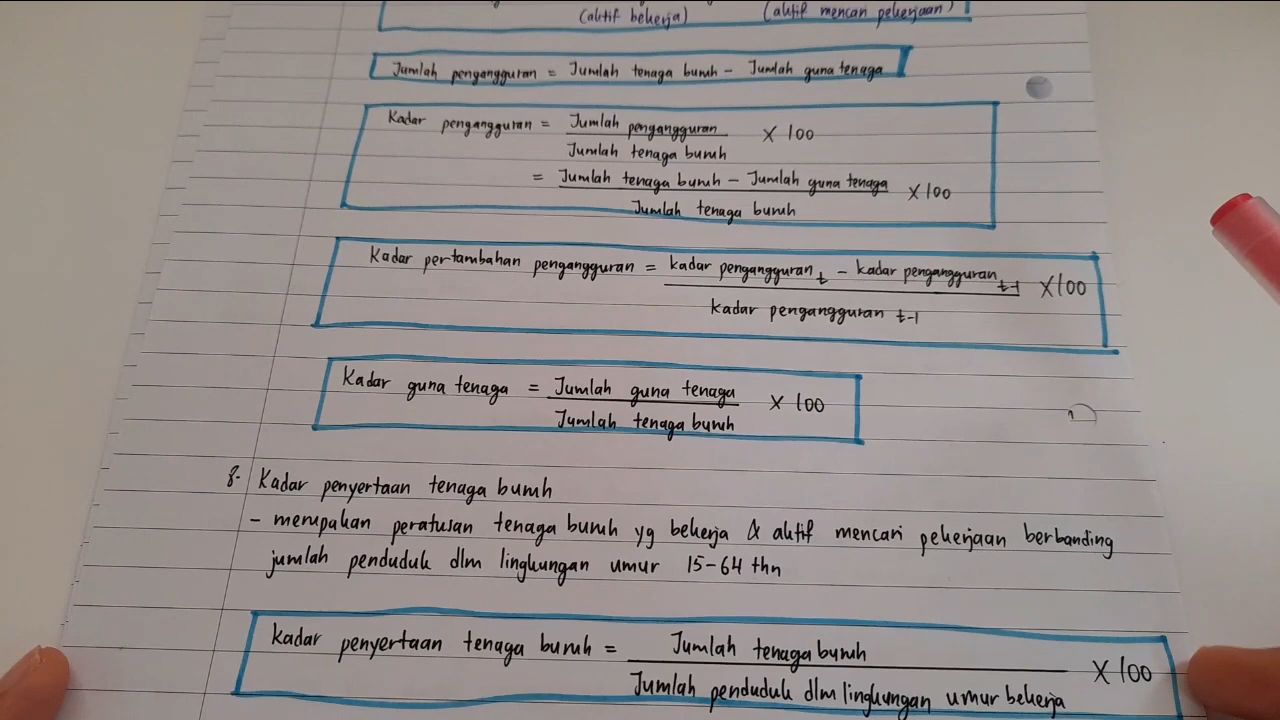 (aktif bekerja) (aktif mencari pekerjaan)
Jumlah pengangguran = Jumlah tenaga buruh - Jumlah guna tenaga
Kadar pengangguran = Jumlah pengangguran X 100
Jumlah tenaga buruh
= Jumlah tenaga buruh - Jumlah guna tenaga X 100
Jumlah tenaga buruh
Kadar pertambahan pengangguran = kadar pengangguran t - kadar pengangguran t-1 X 100
kadar pengangguran t-1
Kadar guna tenaga = Jumlah guna tenaga X 100
Jumlah tenaga buruh
8. Kadar penyertaan tenaga buruh
- merupakan peratusan tenaga buruh yg bekerja & aktif mencari pekerjaan berbanding
jumlah penduduk dlm lingkungan umur 15-64 thn
kadar penyertaan tenaga buruh = Jumlah tenaga buruh X 100
Jumlah penduduk dlm lingkungan umur bekerja